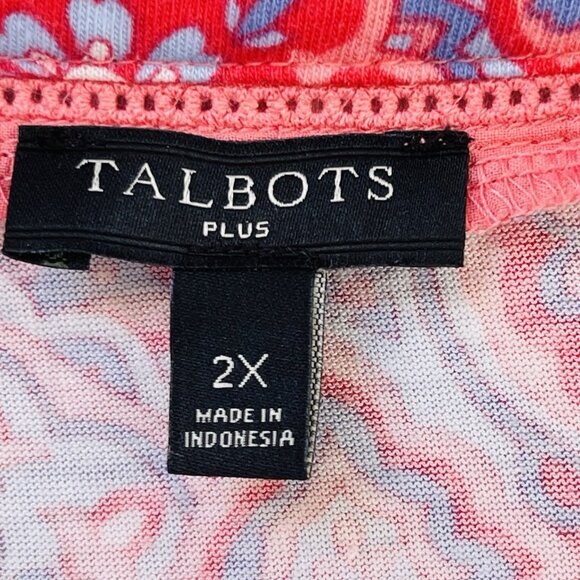 TALBOTS
PLUS
2X
MADE IN
INDONESIA